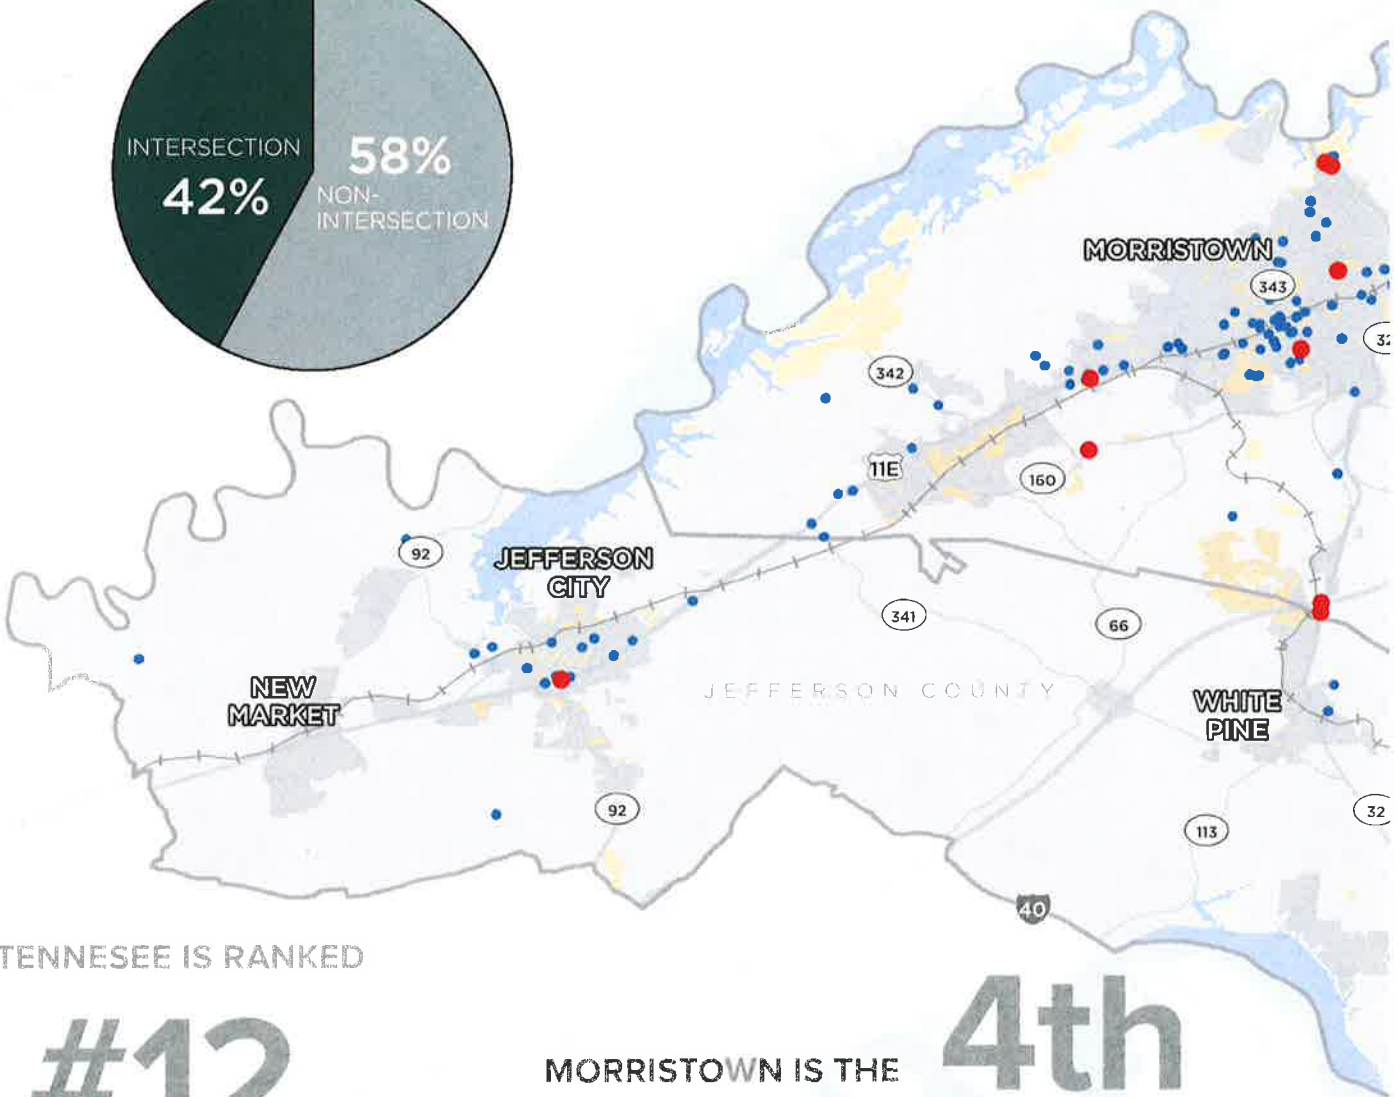 INTERSECTION
42%
58%
NON-
INTERSECTION
MORRISTOWN
343
32
342
11E
160
92
JEFFERSON
CITY
341
66
NEW
MARKET
JEFFERSON COUNTY
WHITE
PINE
92
113
32
40
TENNESEE IS RANKED
#12
MORRISTOWN IS THE
4th